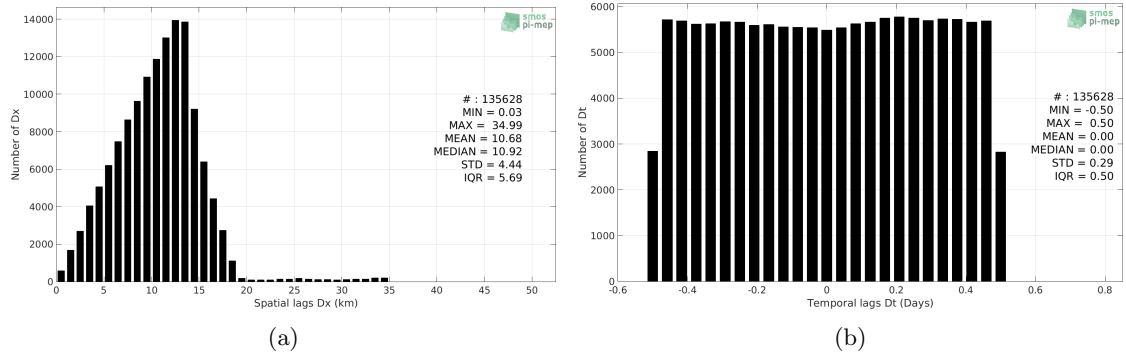 14000
12000
10000
8000
6000
4000
2000
0
Number of Dx
0 5 10 15 20 25 30 35 40 45 50
Spatial lags Dx (km)
smos
pi-mep
# : 135628
MIN = 0.03
MAX = 34.99
MEAN = 10.68
MEDIAN = 10.92
STD = 4.44
IQR = 5.69
(a)
6000
5000
4000
3000
2000
1000
0
Number of Dt
-0.6 -0.4 -0.2 0 0.2 0.4 0.6 0.8
Temporal lags Dt (Days)
smos
pi-mep
# : 135628
MIN = -0.50
MAX = 0.50
MEAN = 0.00
MEDIAN = 0.00
STD = 0.29
IQR = 0.50
(b)